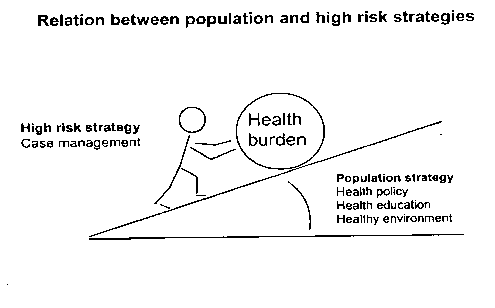 Relation between population and high risk strategies
High risk strategy
Case management
Health
burden
Population strategy
Health policy
Health education
Healthy environment